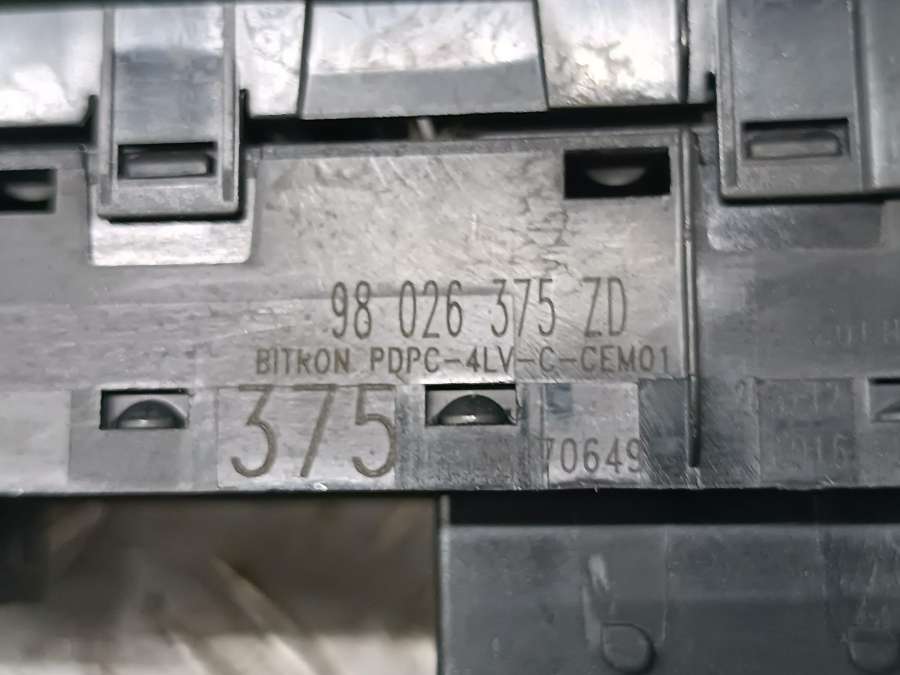 98 026 375 ZD
BITRON PDPC-4LV-C-CEM01
375
70649